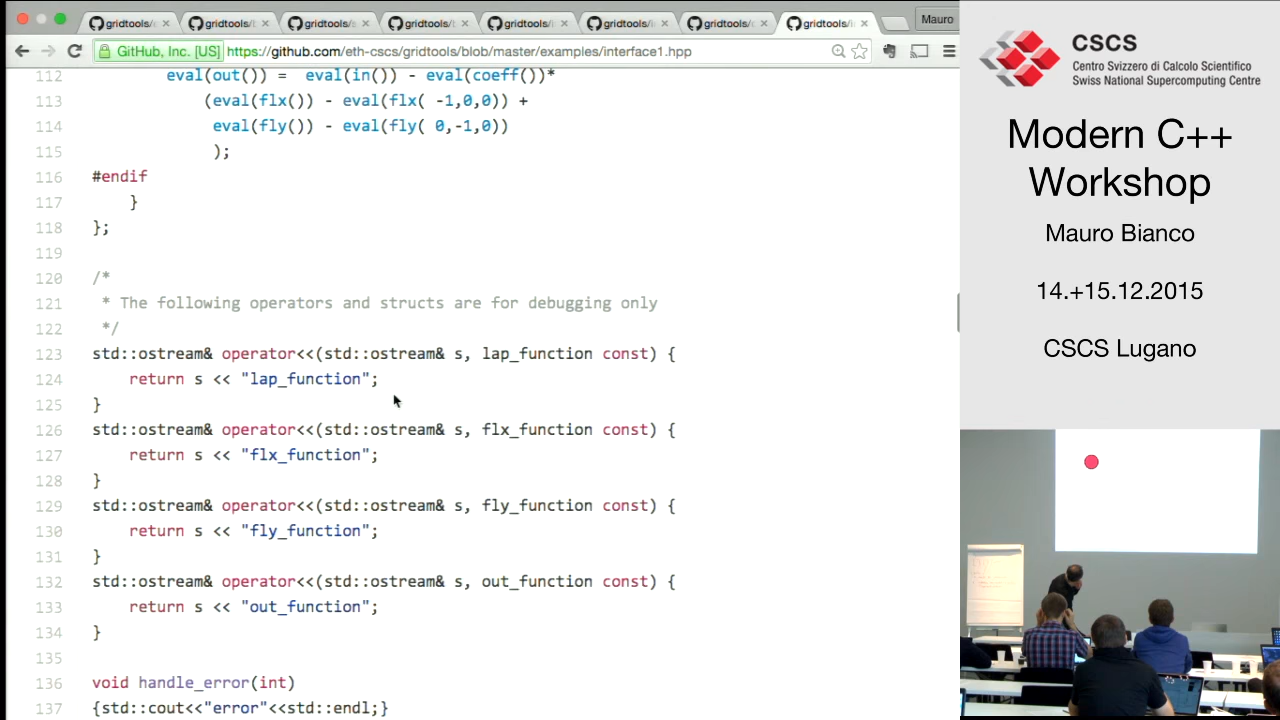 gridtools/e
gridtools/b
gridtools/s
gridtools/b
gridtools/i
gridtools/i
gridtools/c
gridtools/i
Mauro
GitHub, Inc. [US] https://github.com/eth-cscs/gridtools/blob/master/examples/interface1.hpp
112 eval(out()) = eval(in()) - eval(coeff())*
113 (eval(flx()) - eval(flx( -1,0,0)) +
114 eval(fly()) - eval(fly( 0,-1,0))
115 );
116 #endif
117 }
118 };
119
120 /*
121 * The following operators and structs are for debugging only
122 */
123 std::ostream& operator<<(std::ostream& s, lap_function const) {
124 return s << "lap_function";
125 }
126 std::ostream& operator<<(std::ostream& s, flx_function const) {
127 return s << "flx_function";
128 }
129 std::ostream& operator<<(std::ostream& s, fly_function const) {
130 return s << "fly_function";
131 }
132 std::ostream& operator<<(std::ostream& s, out_function const) {
133 return s << "out_function";
134 }
135
136 void handle_error(int)
137 {std::cout<<"error"<<std::endl;}
CSCS
Centro Svizzero di Calcolo Scientifico
Swiss National Supercomputing Centre
Modern C++
Workshop
Mauro Bianco
14.+15.12.2015
CSCS Lugano